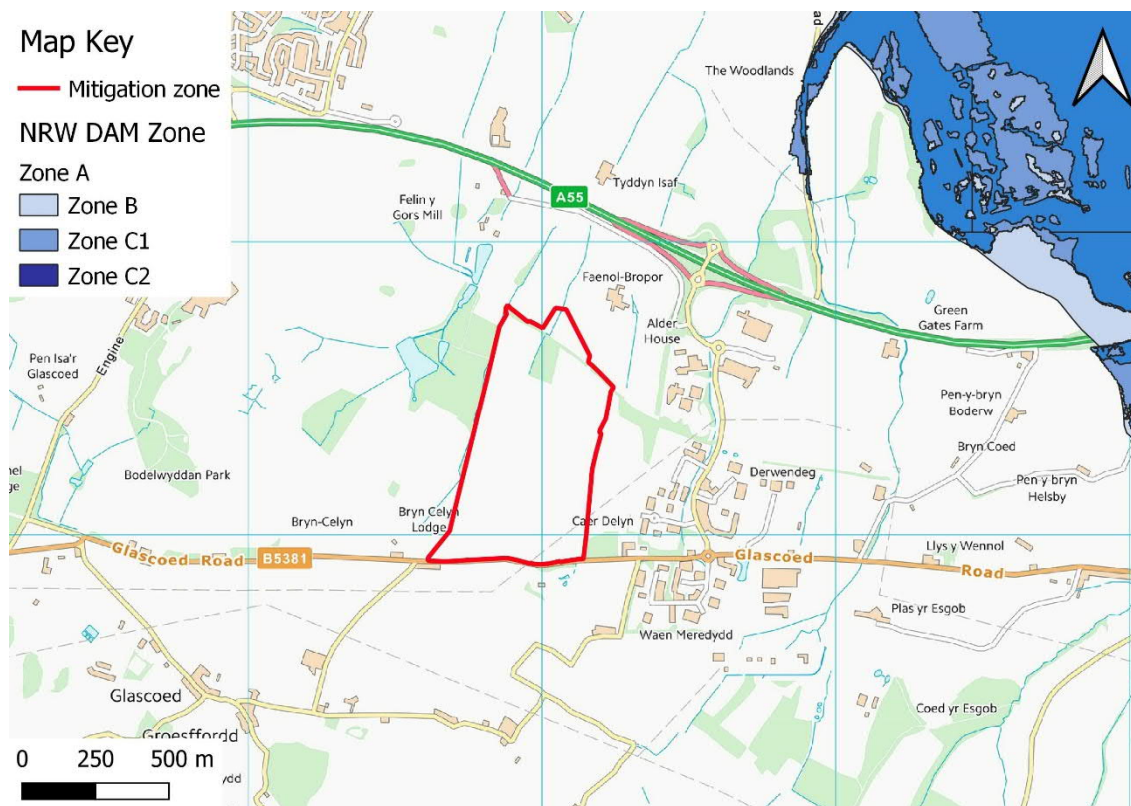 Map Key
Mitigation zone
NRW DAM Zone
Zone A
Zone B
Zone C1
Zone C2
The Woodlands
Tyddyn Isaf
A55
Felin y
Gors Mill
Faenol-Bropor
Alder
House
Green
Gates Farm
Pen Isa'r
Glascoed
Engine
Pen-y-bryn
Boderw
Bryn Coed
Bodelwyddan Park
Derwendeg
Pen-y-bryn
Helsby
Bryn-Celyn
Bryn Celyn
Lodge
Caer Delyn
Glascoed Road
B5381
Glascoed
Road
Llys y Wennol
Plas yr Esgob
Waen Meredydd
Glascoed
Groesffordd
Coed yr Esgob
0 250 500 m